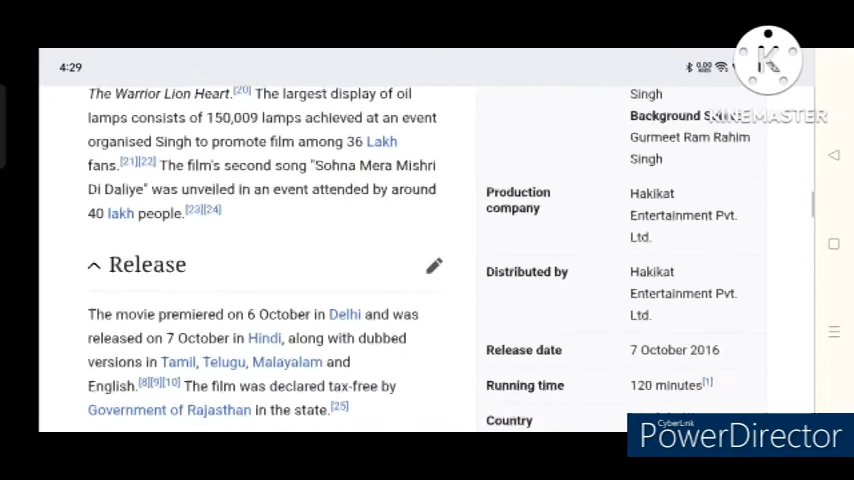 4:29
KINEMASTER
The Warrior Lion Heart.[20] The largest display of oil
lamps consists of 150,009 lamps achieved at an event
organised Singh to promote film among 36 Lakh
fans.[21][22] The film's second song "Sohna Mera Mishri
Di Daliye" was unveiled in an event attended by around
40 lakh people.[23][24]
Release
The movie premiered on 6 October in Delhi and was
released on 7 October in Hindi, along with dubbed
versions in Tamil, Telugu, Malayalam and
English.[8][9][10] The film was declared tax-free by
Government of Rajasthan in the state.[25]
Singh
Background
Gurmeet Ram Rahim
Singh
Production
company
Hakikat
Entertainment Pvt.
Ltd.
Distributed by
Hakikat
Entertainment Pvt.
Ltd.
Release date
7 October 2016
Running time
120 minutes[1]
Country
CyberLink
PowerDirector